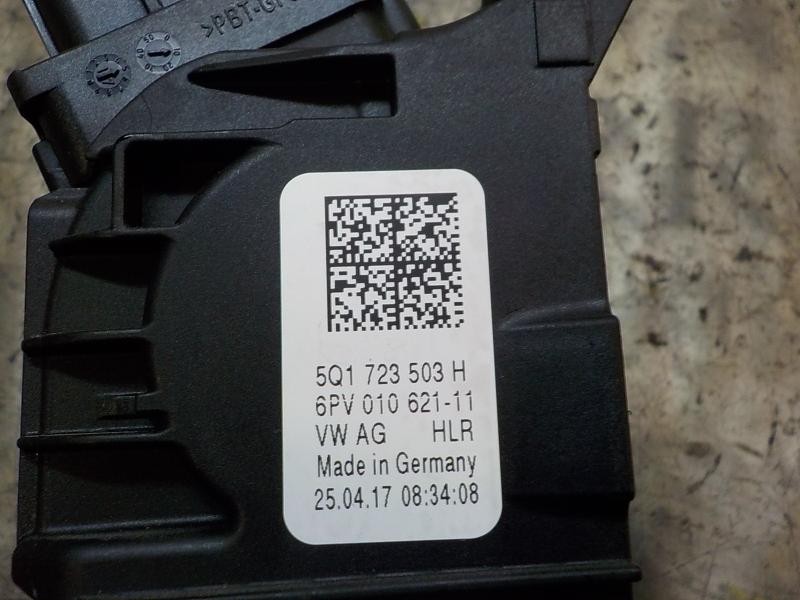 >PBT-GF
5Q1 723 503 H
6PV 010 621-11
VW AG HLR
Made in Germany
25.04.17 08:34:08